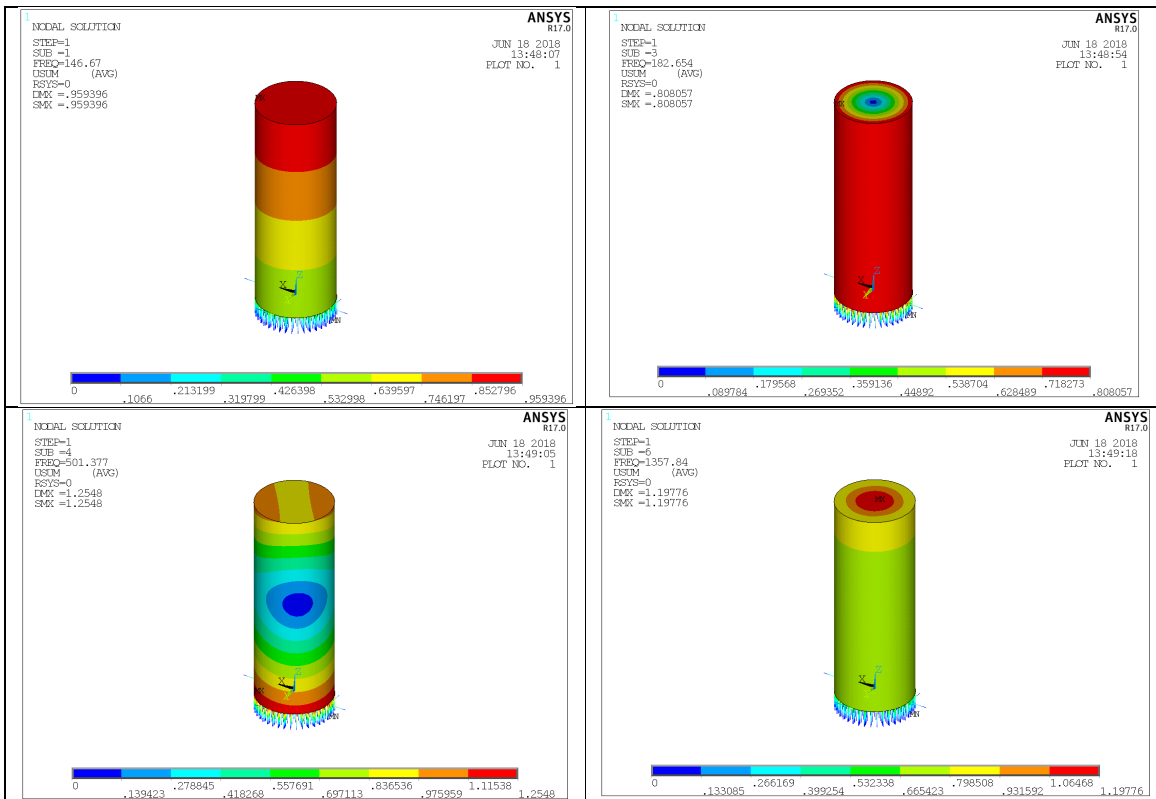 1
NODAL SOLUTION
STEP=1
SUB =1
FREQ=146.67
USUM (AVG)
RSYS=0
DMX =.959396
SMX =.959396
ANSYS
R17.0
JUN 18 2018
13:48:07
PLOT NO. 1
MX
Z
X
Y
MN
0 .213199 .426398 .639597 .852796
.1066 .319799 .532998 .746197 .959396
1
NODAL SOLUTION
STEP=1
SUB =3
FREQ=182.654
USUM (AVG)
RSYS=0
DMX =.808057
SMX =.808057
ANSYS
R17.0
JUN 18 2018
13:48:54
PLOT NO. 1
MX
Z
X
Y
MN
0 .179568 .359136 .538704 .718273
.089784 .269352 .44892 .628489 .808057
1
NODAL SOLUTION
STEP=1
SUB =4
FREQ=501.377
USUM (AVG)
RSYS=0
DMX =1.2548
SMX =1.2548
ANSYS
R17.0
JUN 18 2018
13:49:05
PLOT NO. 1
Z
X
MX
Y
MN
0 .278845 .557691 .836536 1.11538
.139423 .418268 .697113 .975959 1.2548
1
NODAL SOLUTION
STEP=1
SUB =6
FREQ=1357.84
USUM (AVG)
RSYS=0
DMX =1.19776
SMX =1.19776
ANSYS
R17.0
JUN 18 2018
13:49:18
PLOT NO. 1
MX
Z
X
Y
MN
0 .266169 .532338 .798508 1.06468
.133085 .399254 .665423 .931592 1.19776